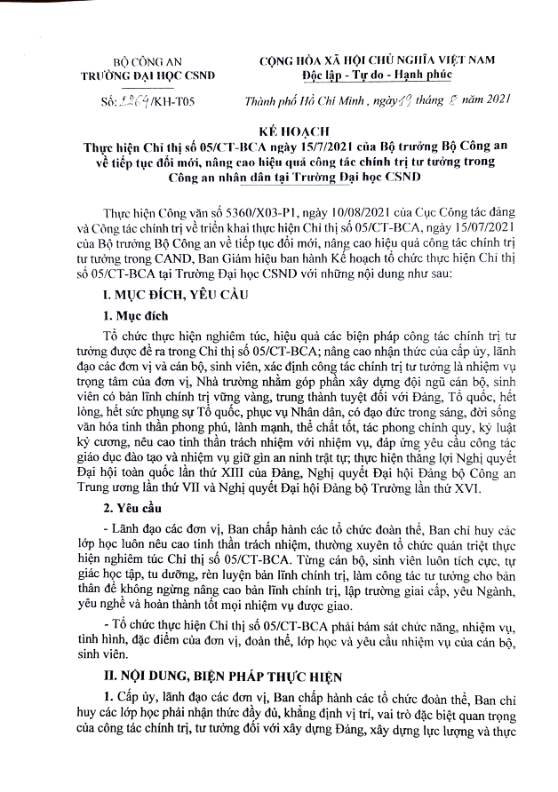 BỘ CÔNG AN
TRƯỜNG ĐẠI HỌC CSND
Số: 2264/KH-T05
CỘNG HÒA XÃ HỘI CHỦ NGHĨA VIỆT NAM
Độc lập - Tự do - Hạnh phúc
Thành phố Hồ Chí Minh, ngày 19 tháng 8 năm 2021
KẾ HOẠCH
Thực hiện Chỉ thị số 05/CT-BCA ngày 15/7/2021 của Bộ trưởng Bộ Công an
về tiếp tục đổi mới, nâng cao hiệu quả công tác chính trị tư tưởng trong
Công an nhân dân tại Trường Đại học CSND
Thực hiện Công văn số 5360/X03-P1, ngày 10/08/2021 của Cục Công tác đảng
và Công tác chính trị về triển khai thực hiện Chỉ thị số 05/CT-BCA, ngày 15/07/2021
của Bộ trưởng Bộ Công an về tiếp tục đổi mới, nâng cao hiệu quả công tác chính trị
tư tưởng trong CAND, Ban Giám hiệu ban hành Kế hoạch tổ chức thực hiện Chỉ thị
số 05/CT-BCA tại Trường Đại học CSND với những nội dung như sau:
I. MỤC ĐÍCH, YÊU CẦU
1. Mục đích
Tổ chức thực hiện nghiêm túc, hiệu quả các biện pháp công tác chính trị tư
tưởng được đề ra trong Chỉ thị số 05/CT-BCA; nâng cao nhận thức của cấp ủy, lãnh
đạo các đơn vị và cán bộ, sinh viên, xác định công tác chính trị tư tưởng là nhiệm vụ
trọng tâm của đơn vị, Nhà trường nhằm góp phần xây dựng đội ngũ cán bộ, sinh
viên có bản lĩnh chính trị vững vàng, trung thành tuyệt đối với Đảng, Tổ quốc, hết
lòng, hết sức phụng sự Tổ quốc, phục vụ Nhân dân, có đạo đức trong sáng, đời sống
văn hóa tinh thần phong phú, lành mạnh, thể chất tốt, tác phong chính quy, kỷ luật
kỷ cương, nêu cao tinh thần trách nhiệm với nhiệm vụ, đáp ứng yêu cầu công tác
giáo dục đào tạo và nhiệm vụ giữ gìn an ninh trật tự; thực hiện thắng lợi Nghị quyết
Đại hội toàn quốc lần thứ XIII của Đảng, Nghị quyết Đại hội Đảng bộ Công an
Trung ương lần thứ VII và Nghị quyết Đại hội Đảng bộ Trường lần thứ XVI.
2. Yêu cầu
- Lãnh đạo các đơn vị, Ban chấp hành các tổ chức đoàn thể, Ban chỉ huy các
lớp học luôn nêu cao tinh thần trách nhiệm, thường xuyên tổ chức quán triệt thực
hiện nghiêm túc Chỉ thị số 05/CT-BCA. Từng cán bộ, sinh viên luôn tích cực, tự
giác học tập, tu dưỡng, rèn luyện bản lĩnh chính trị, làm công tác tư tưởng cho bản
thân để không ngừng nâng cao bản lĩnh chính trị, lập trường giai cấp, yêu Ngành,
yêu nghề và hoàn thành tốt mọi nhiệm vụ được giao.
- Tổ chức thực hiện Chỉ thị số 05/CT-BCA phải bám sát chức năng, nhiệm vụ,
tình hình, đặc điểm của đơn vị, đoàn thể, lớp học và yêu cầu nhiệm vụ của cán bộ,
sinh viên.
II. NỘI DUNG, BIỆN PHÁP THỰC HIỆN
1. Cấp ủy, lãnh đạo các đơn vị, Ban chấp hành các tổ chức đoàn thể, Ban chỉ
huy các lớp học phải nhận thức đầy đủ, khẳng định vị trí, vai trò đặc biệt quan trọng
của công tác chính trị, tư tưởng đối với xây dựng Đảng, xây dựng lực lượng và thực